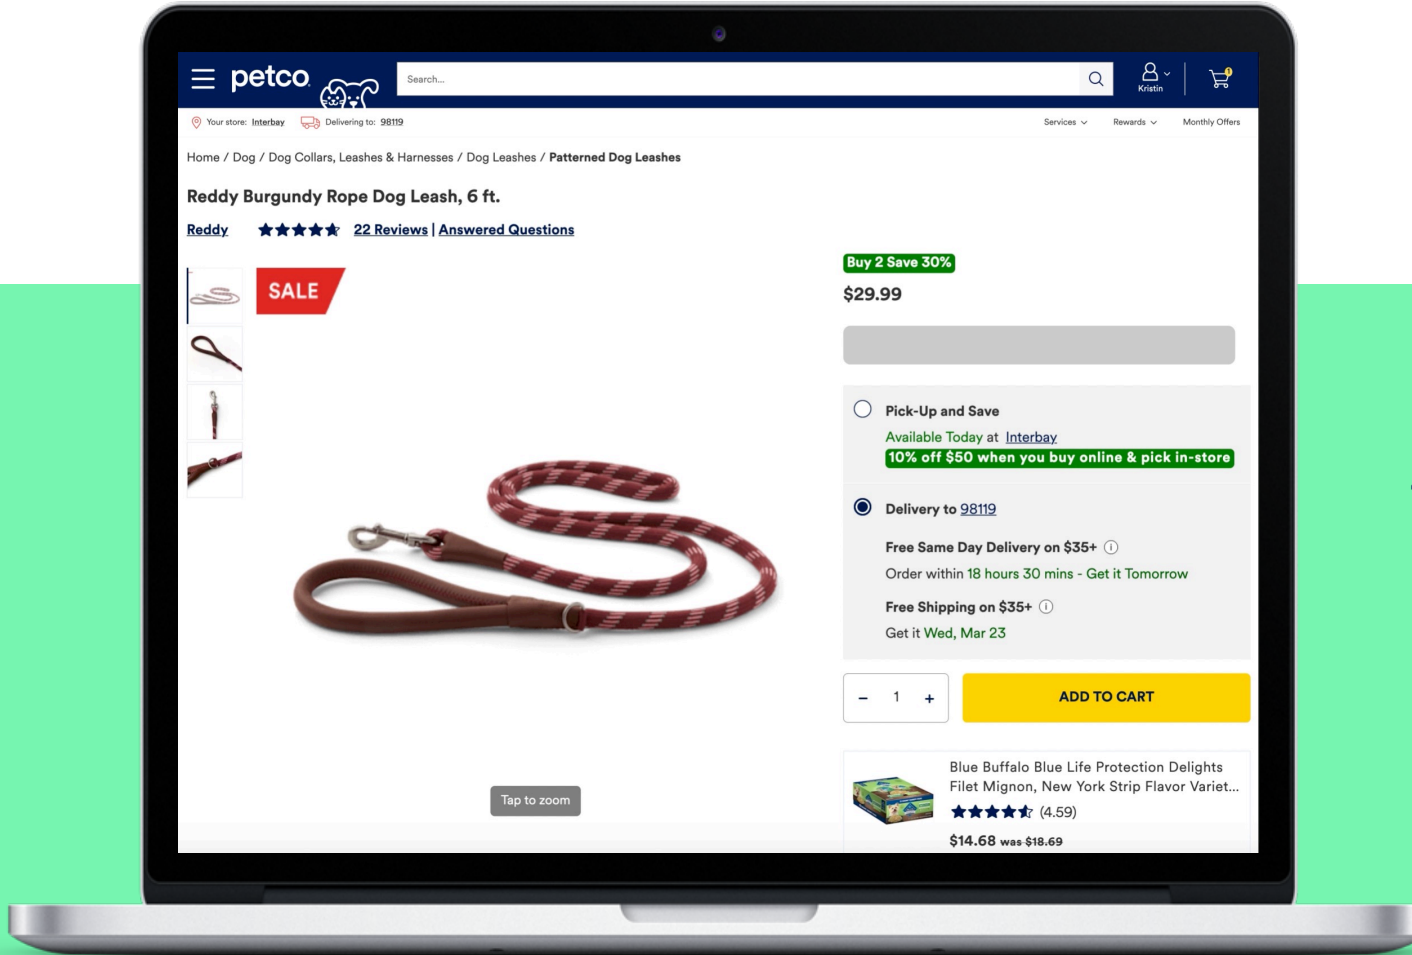 petco
Search...
Kristin
1
Your store: Interbay
Delivering to: 98119
Services
Rewards
Monthly Offers
Home / Dog / Dog Collars, Leashes & Harnesses / Dog Leashes / Patterned Dog Leashes
Reddy Burgundy Rope Dog Leash, 6 ft.
Reddy
22 Reviews | Answered Questions
SALE
Buy 2 Save 30%
$29.99
Pick-Up and Save
Available Today at Interbay
10% off $50 when you buy online & pick in-store
Delivery to 98119
Free Same Day Delivery on $35+
Order within 18 hours 30 mins - Get it Tomorrow
Free Shipping on $35+
Get it Wed, Mar 23
- 1 +
ADD TO CART
Tap to zoom
Blue Buffalo Blue Life Protection Delights
Filet Mignon, New York Strip Flavor Variet...
(4.59)
$14.68 was $18.69